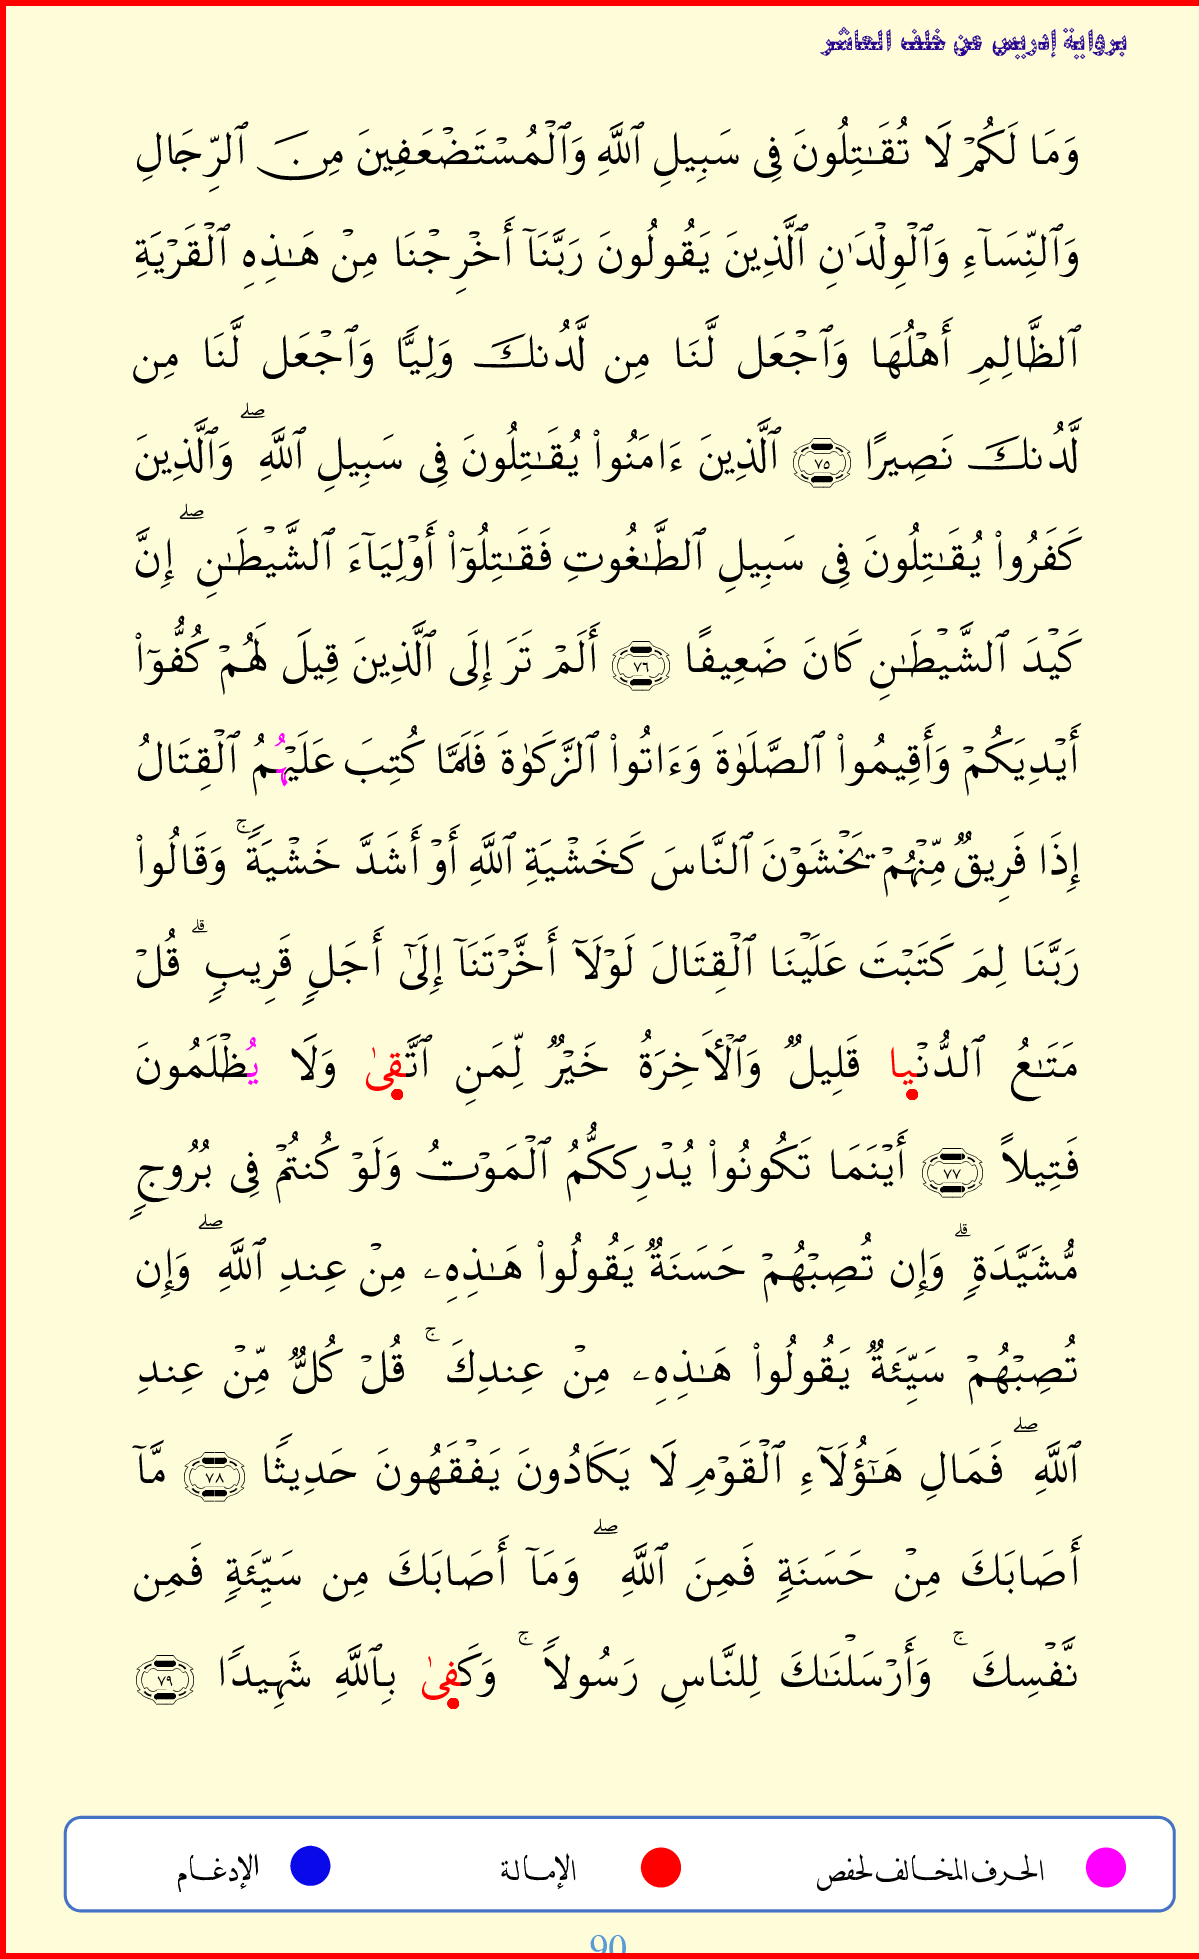 برواية إدريس عن خلف العاشر
وَمَا لَكُمۡ لَا تُقَـٰتِلُونَ فِى سَبِيلِ ٱللَّهِ وَٱلۡمُسۡتَضۡعَفِينَ مِنَ ٱلرِّجَالِ
وَٱلنِّسَآءِ وَٱلۡوِلۡدَٰنِ ٱلَّذِينَ يَقُولُونَ رَبَّنَآ أَخۡرِجۡنَا مِنۡ هَـٰذِهِ ٱلۡقَرۡيَةِ
ٱلظَّالِمِ أَهۡلُهَا وَٱجۡعَل لَّنَا مِن لَّدُنكَ وَلِيًّا وَٱجۡعَل لَّنَا مِن
لَّدُنكَ نَصِيرًا ٧٥ ٱلَّذِينَ ءَامَنُوا۟ يُقَـٰتِلُونَ فِى سَبِيلِ ٱللَّهِۖ وَٱلَّذِينَ
كَفَرُوا۟ يُقَـٰتِلُونَ فِى سَبِيلِ ٱلطَّـٰغُوتِ فَقَـٰتِلُوٓا۟ أَوۡلِيَآءَ ٱلشَّيۡطَـٰنِۖ إِنَّ
كَيۡدَ ٱلشَّيۡطَـٰنِ كَانَ ضَعِيفًا ٧٦ أَلَمۡ تَرَ إِلَى ٱلَّذِينَ قِيلَ لَهُمۡ كُفُّوٓا۟
أَيۡدِيَكُمۡ وَأَقِيمُوا۟ ٱلصَّلَوٰةَ وَءَاتُوا۟ ٱلزَّكَوٰةَ فَلَمَّا كُتِبَ عَلَيۡهُمُ ٱلۡقِتَالُ
إِذَا فَرِيقٌ مِّنۡهُمۡ يَخۡشَوۡنَ ٱلنَّاسَ كَخَشۡيَةِ ٱللَّهِ أَوۡ أَشَدَّ خَشۡيَةًۚ وَقَالُوا۟
رَبَّنَا لِمَ كَتَبۡتَ عَلَيۡنَا ٱلۡقِتَالَ لَوۡلَآ أَخَّرۡتَنَآ إِلَىٰٓ أَجَلٍ قَرِيبٍۗ قُلۡ
مَتَـٰعُ ٱلدُّنۡيا قَلِيلٌ وَٱلۡأَخِرَةُ خَيۡرٌ لِّمَنِ ٱتَّقىٰ وَلَا يُظۡلَمُونَ
فَتِيلاً ٧٧ أَيۡنَمَا تَكُونُوا۟ يُدۡرِككُّمُ ٱلۡمَوۡتُ وَلَوۡ كُنتُمۡ فِى بُرُوجٍ
مُّشَيَّدَةٍۗ وَإِن تُصِبۡهُمۡ حَسَنَةٌ يَقُولُوا۟ هَـٰذِهِۦ مِنۡ عِندِ ٱللَّهِۖ وَإِن
تُصِبۡهُمۡ سَيِّئَةٌ يَقُولُوا۟ هَـٰذِهِۦ مِنۡ عِندِكَۚ قُلۡ كُلٌّ مِّنۡ عِندِ
ٱللَّهِۖ فَمَالِ هَـٰٓؤُلَآءِ ٱلۡقَوۡمِ لَا يَكَادُونَ يَفۡقَهُونَ حَدِيثًا ٧٨ مَّآ
أَصَابَكَ مِنۡ حَسَنَةٍ فَمِنَ ٱللَّهِۖ وَمَآ أَصَابَكَ مِن سَيِّئَةٍ فَمِن
نَّفۡسِكَۚ وَأَرۡسَلۡنَـٰكَ لِلنَّاسِ رَسُولاًۚ وَكَفىٰ بِٱللَّهِ شَهِيدًا ٧٩
الحرف المخالف لحفص الإمالة الإدغام
90